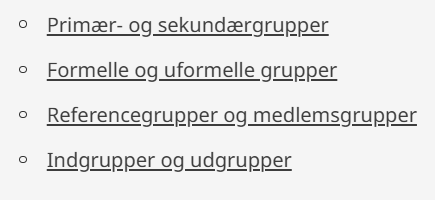 Primær- og sekundærgrupper
Formelle og uformelle grupper
Referencegrupper og medlemsgrupper
Indgrupper og udgrupper